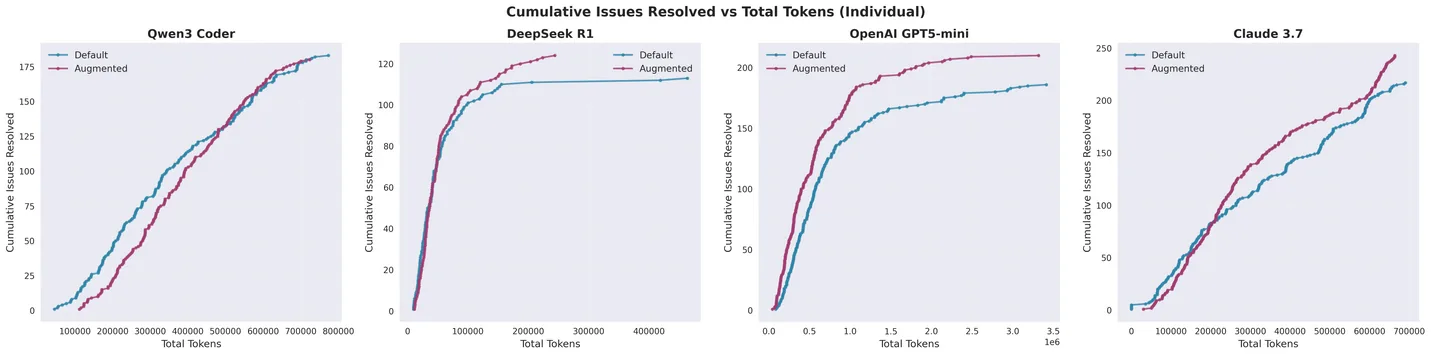 Cumulative Issues Resolved vs Total Tokens (Individual)
Qwen3 Coder
Default
Augmented
Cumulative Issues Resolved
175
150
125
100
75
50
25
0
100000 200000 300000 400000 500000 600000 700000 800000
Total Tokens
DeepSeek R1
Default
Augmented
Cumulative Issues Resolved
120
100
80
60
40
20
0
0 100000 200000 300000 400000
Total Tokens
OpenAI GPT5-mini
Default
Augmented
Cumulative Issues Resolved
200
150
100
50
0
0.0 0.5 1.0 1.5 2.0 2.5 3.0 3.5
1e6
Total Tokens
Claude 3.7
Default
Augmented
Cumulative Issues Resolved
250
200
150
100
50
0
0 100000 200000 300000 400000 500000 600000 700000
Total Tokens